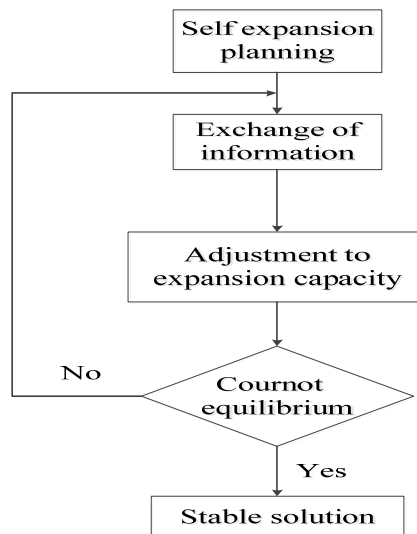 Self expansion
planning
Exchange of
information
Adjustment to
expansion capacity
Cournot
equilibrium
No
Yes
Stable solution